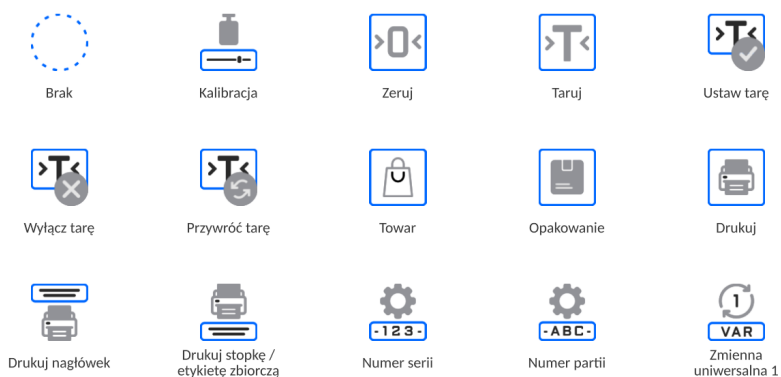 Brak
Kalibracja
>0<
Zeruj
>T<
Taruj
>T<
Ustaw tarę
>T<
Wyłącz tarę
>T<
Przywróć tarę
Towar
Opakowanie
Drukuj
Drukuj nagłówek
Drukuj stopkę /
etykietę zbiorczą
-123-
Numer serii
-ABC-
Numer partii
1
VAR
Zmienna
uniwersalna 1